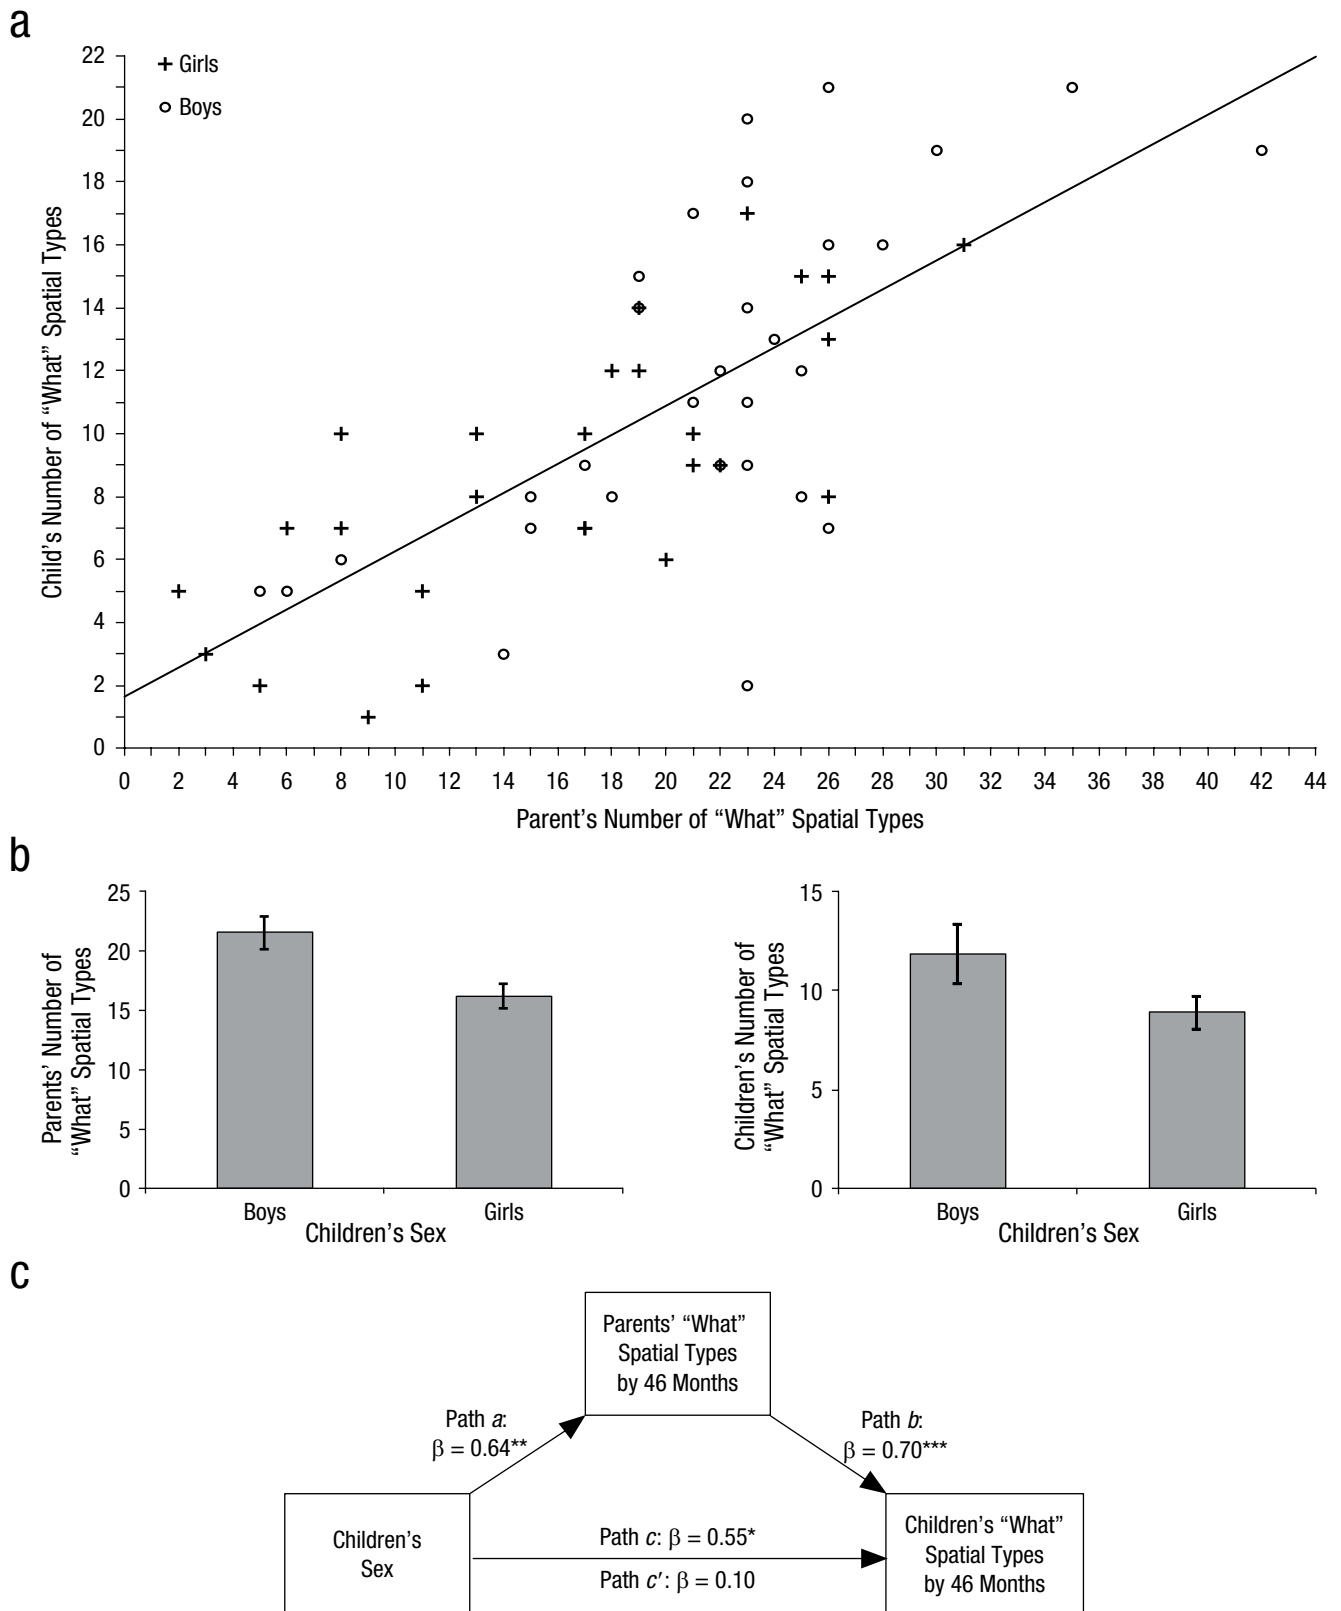 a
Girls
Boys
22
20
18
16
14
12
10
8
6
4
2
0
Child's Number of “What” Spatial Types
0 2 4 6 8 10 12 14 16 18 20 22 24 26 28 30 32 34 36 38 40 42 44
Parent's Number of “What” Spatial Types
b
25
20
15
10
5
0
Parents’ Number of
“What” Spatial Types
Boys Girls
Children’s Sex
15
10
5
0
Children’s Number of
“What” Spatial Types
Boys Girls
Children’s Sex
c
Parents’ “What”
Spatial Types
by 46 Months
Path a:
β = 0.64**
Path b:
β = 0.70***
Children’s
Sex
Path c: β = 0.55*
Path c′: β = 0.10
Children’s “What”
Spatial Types
by 46 Months